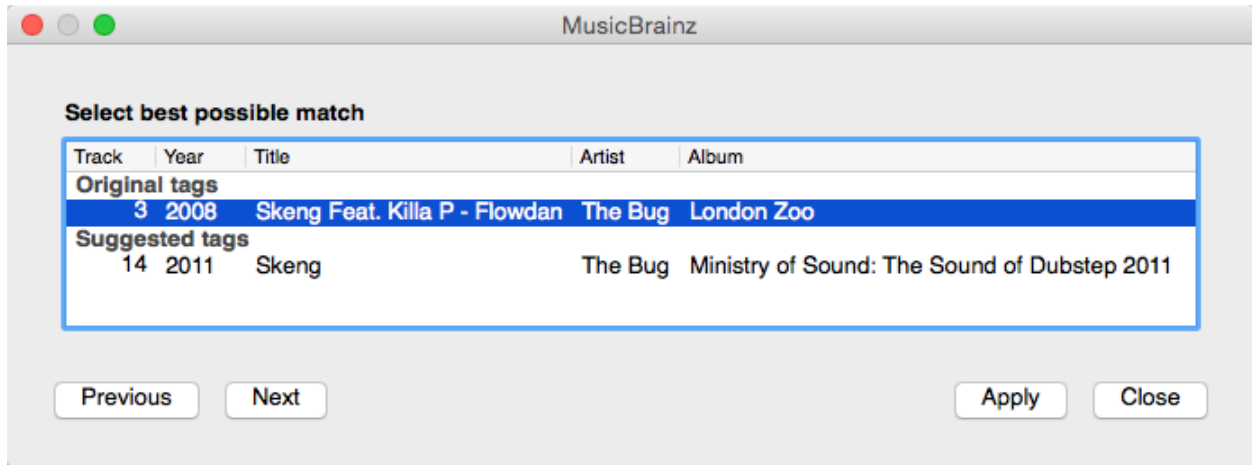 MusicBrainz
Select best possible match
Track Year Title Artist Album
Original tags
3 2008 Skeng Feat. Killa P - Flowdan The Bug London Zoo
Suggested tags
14 2011 Skeng The Bug Ministry of Sound: The Sound of Dubstep 2011
Previous Next Apply Close